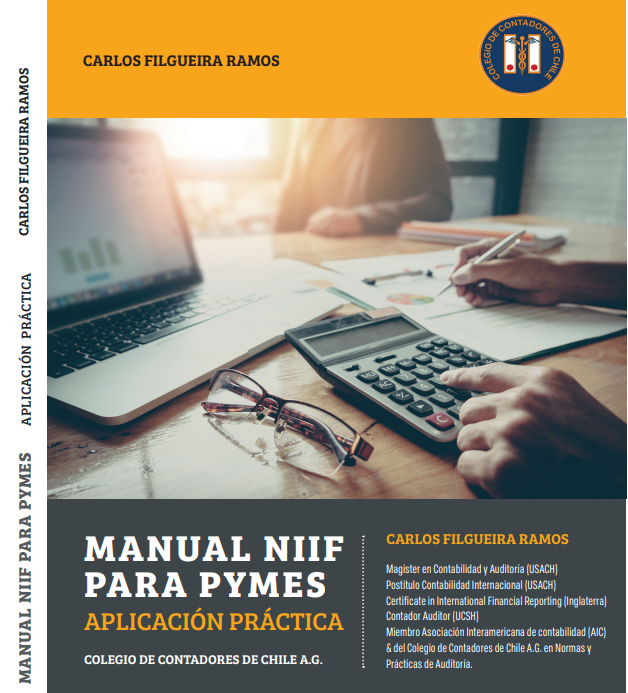 CARLOS FILGUEIRA RAMOS
COLEGIO DE CONTADORES DE CHILE
MANUAL NIIF PARA PYMES APLICACIÓN PRÁCTICA CARLOS FILGUEIRA RAMOS
MANUAL NIIF
PARA PYMES
APLICACIÓN PRÁCTICA
COLEGIO DE CONTADORES DE CHILE A.G.
CARLOS FILGUEIRA RAMOS
Magister en Contabilidad y Auditoría (USACH)
Postítulo Contabilidad Internacional (USACH)
Certificate in International Financial Reporting (Inglaterra)
Contador Auditor (UCSH)
Miembro Asociación Interamericana de contabilidad (AIC)
& del Colegio de Contadores de Chile A.G. en Normas y
Prácticas de Auditoría.